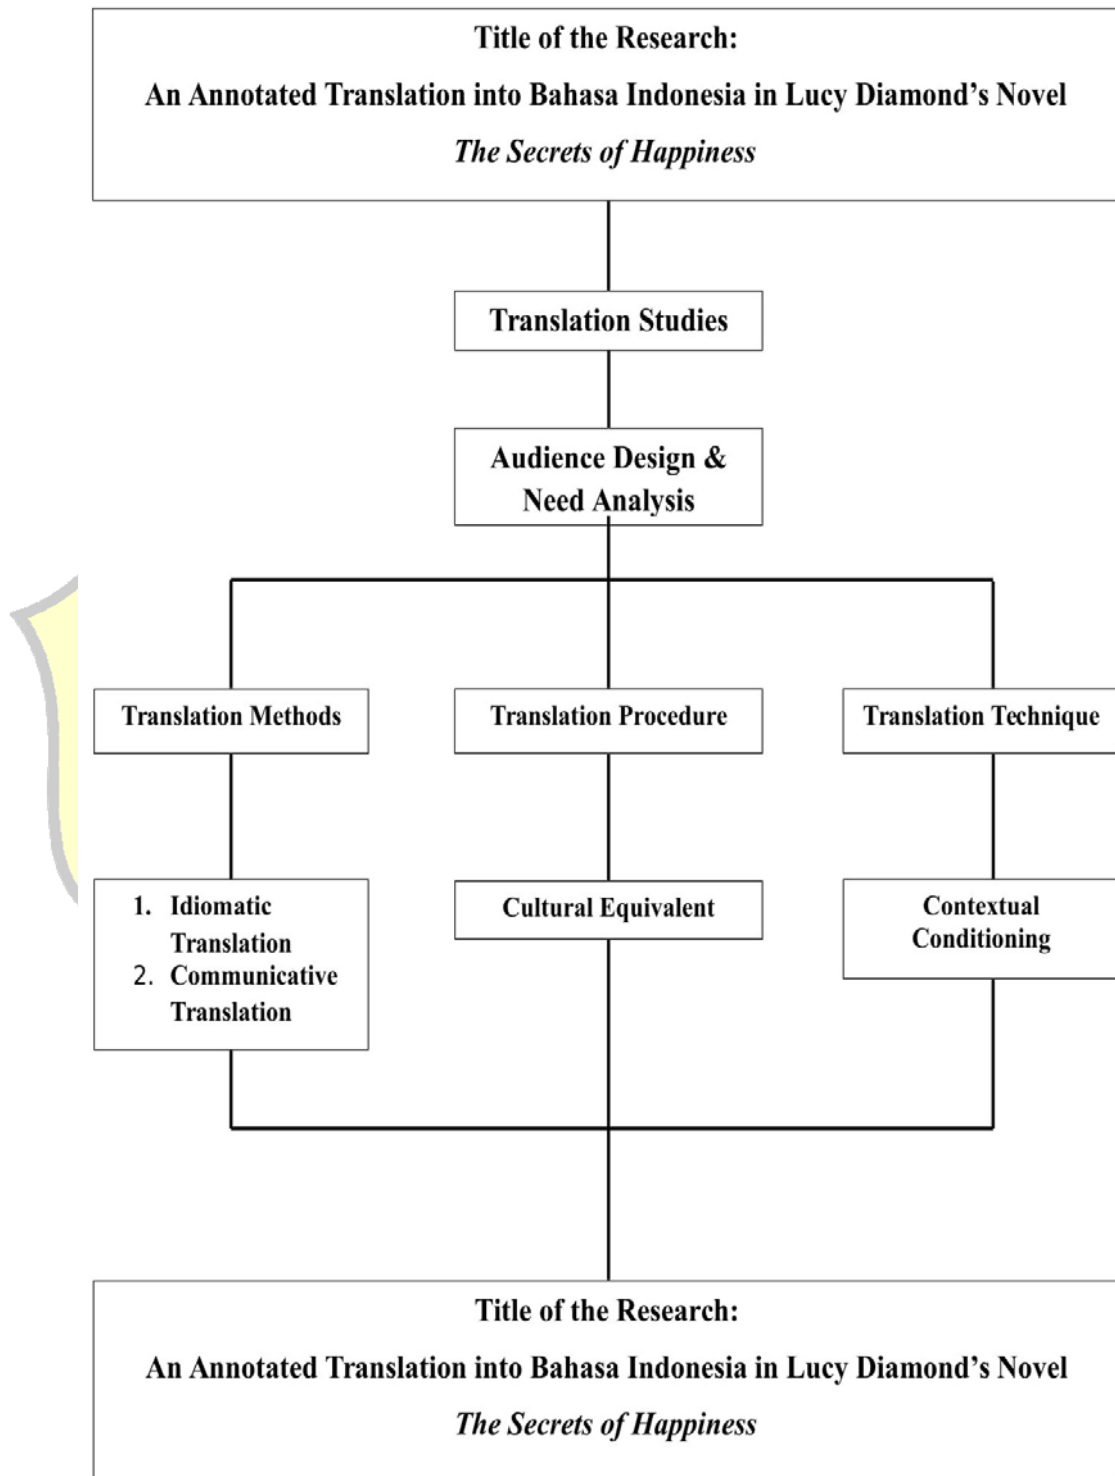 Title of the Research:
An Annotated Translation into Bahasa Indonesia in Lucy Diamond’s Novel
The Secrets of Happiness
Translation Studies
Audience Design &
Need Analysis
Translation Methods
Translation Procedure
Translation Technique
1. Idiomatic
Translation
2. Communicative
Translation
Cultural Equivalent
Contextual
Conditioning
Title of the Research:
An Annotated Translation into Bahasa Indonesia in Lucy Diamond’s Novel
The Secrets of Happiness